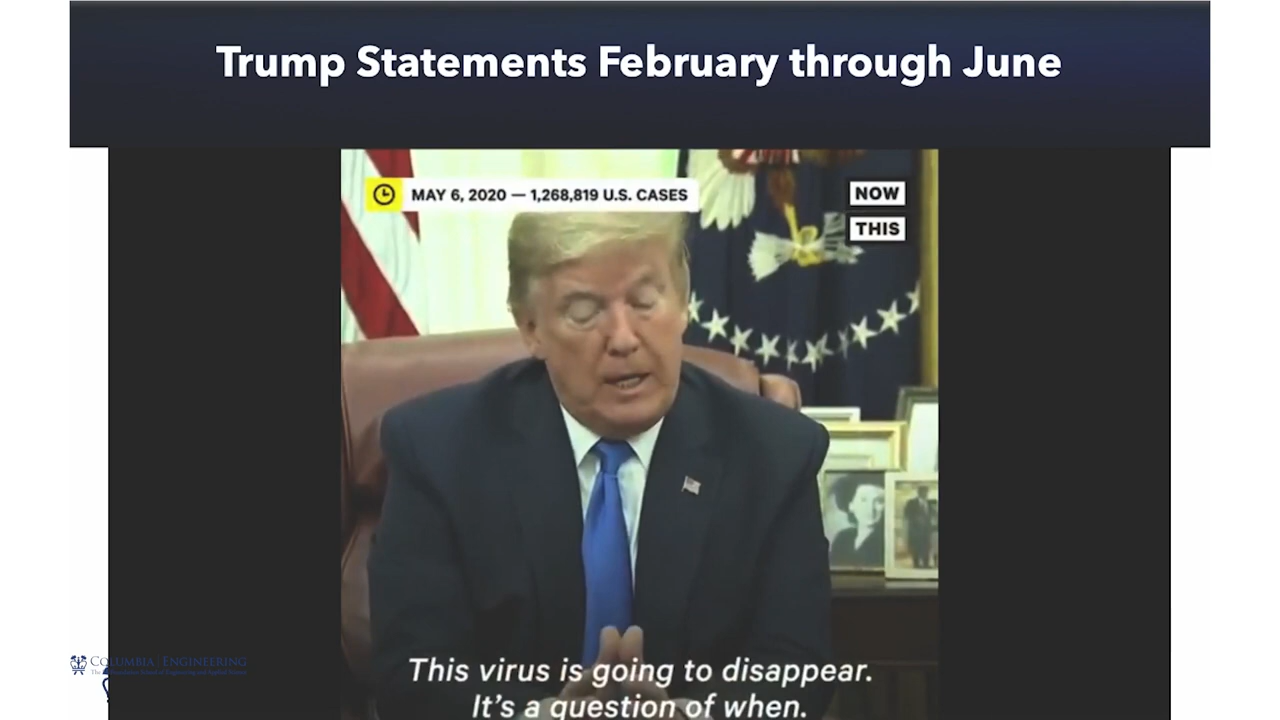 Trump Statements February through June
MAY 6, 2020 — 1,268,819 U.S. CASES
NOW
THIS
This virus is going to disappear.
It's a question of when.
COLUMBIA | ENGINEERING